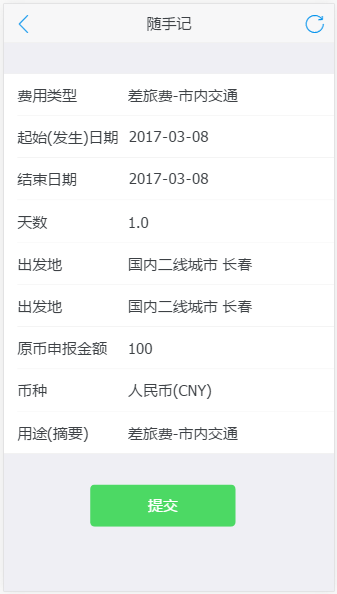 随手记
费用类型 差旅费-市内交通
起始(发生)日期 2017-03-08
结束日期 2017-03-08
天数 1.0
出发地 国内二线城市 长春
出发地 国内二线城市 长春
原币申报金额 100
币种 人民币(CNY)
用途(摘要) 差旅费-市内交通
提交